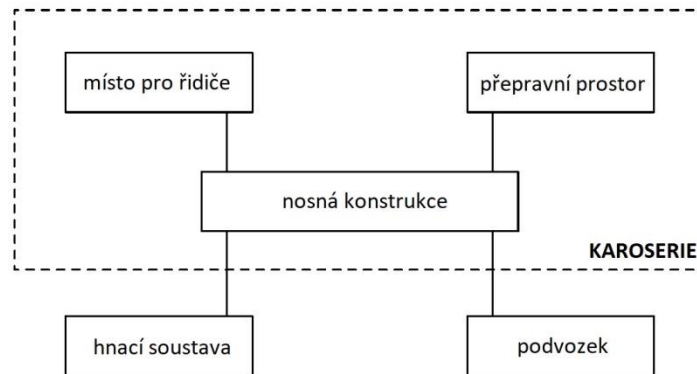 místo pro řidiče
přepravní prostor
nosná konstrukce
KAROSERIE
hnací soustava
podvozek